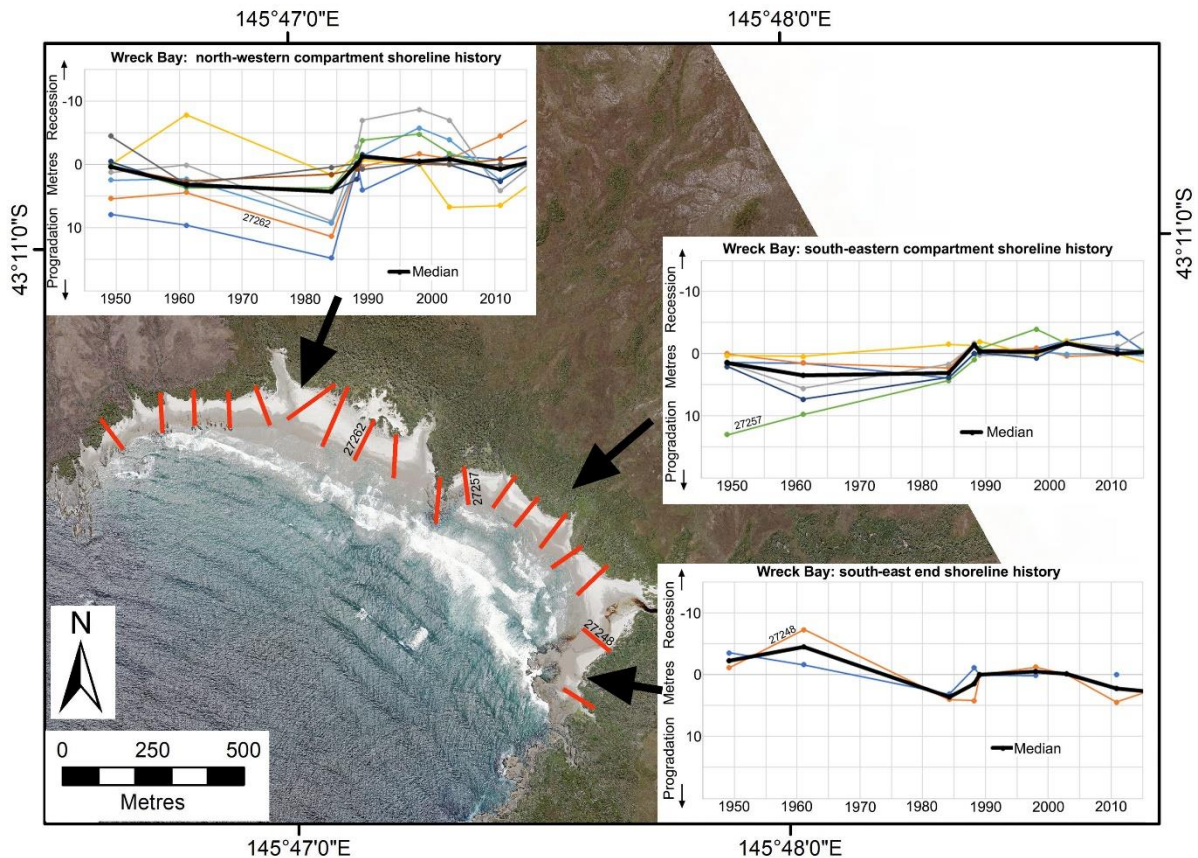 145°47'0"E
145°48'0"E
43°11'0"S
43°11'0"S
Wreck Bay: north-western compartment shoreline history
Recession
Metres
Progradation
-10
0
10
27262
Median
1950 1960 1970 1980 1990 2000 2010
Wreck Bay: south-eastern compartment shoreline history
Recession
Metres
Progradation
-10
0
10
27257
Median
1950 1960 1970 1980 1990 2000 2010
Wreck Bay: south-east end shoreline history
Recession
Metres
Progradation
-10
0
10
27248
Median
1950 1960 1970 1980 1990 2000 2010
27262
27257
27248
N
0 250 500
Metres
145°47'0"E
145°48'0"E